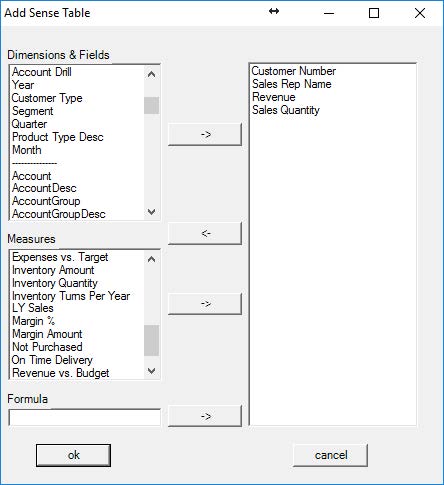 Add Sense Table
Dimensions & Fields
Account Drill
Year
Customer Type
Segment
Quarter
Product Type Desc
Month
---------------
Account
AccountDesc
AccountGroup
AccountGroupDesc
->
<-
Measures
Expenses vs. Target
Inventory Amount
Inventory Quantity
Inventory Turns Per Year
LY Sales
Margin %
Margin Amount
Not Purchased
On Time Delivery
Revenue vs. Budget
->
Formula
->
Customer Number
Sales Rep Name
Revenue
Sales Quantity
ok
cancel